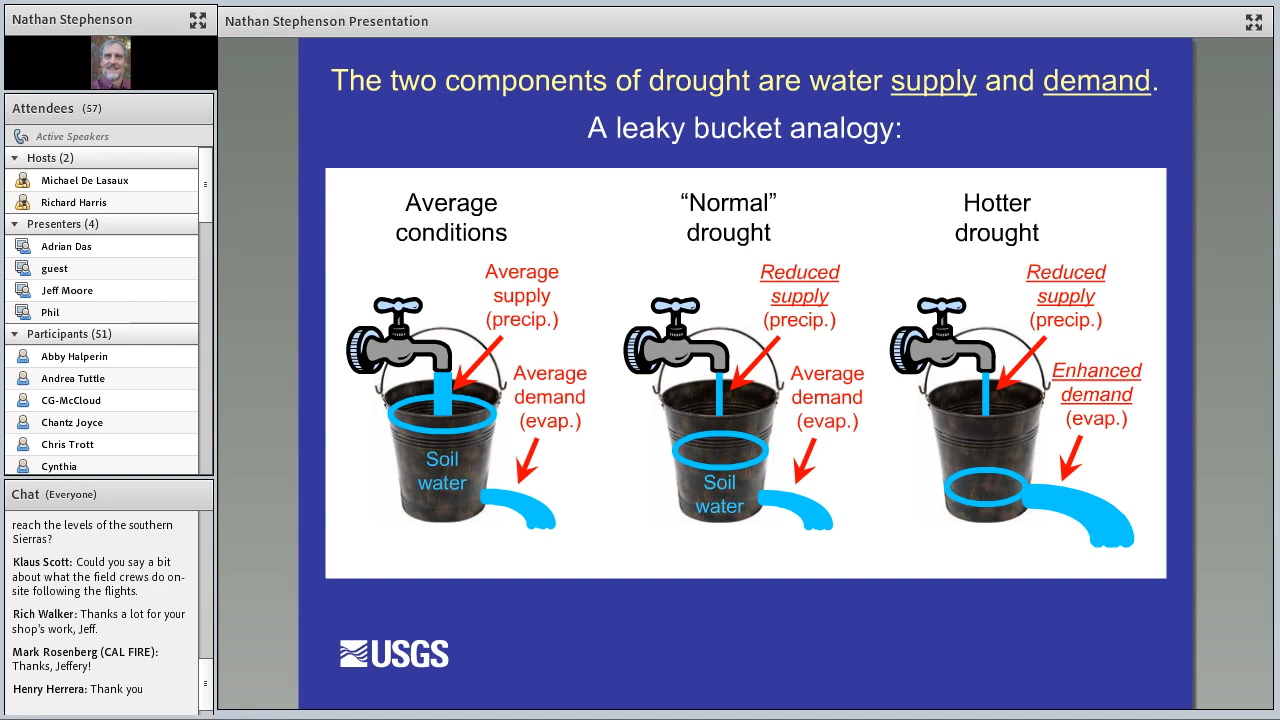 Nathan Stephenson
Attendees (57)
Active Speakers
Hosts (2)
Michael De Lasaux
Richard Harris
Presenters (4)
Adrian Das
guest
Jeff Moore
Phil
Participants (51)
Abby Halperin
Andrea Tuttle
CG-McCloud
Chantz Joyce
Chris Trott
Cynthia
Chat (Everyone)
reach the levels of the southern
Sierras?
Klaus Scott: Could you say a bit
about what the field crews do on-
site following the flights.
Rich Walker: Thanks a lot for your
shop's work, Jeff.
Mark Rosenberg (CAL FIRE):
Thanks, Jeffery!
Henry Herrera: Thank you
Nathan Stephenson Presentation
The two components of drought are water supply and demand.
A leaky bucket analogy:
Average
conditions
Average
supply
(precip.)
Average
demand
(evap.)
Soil
water
“Normal”
drought
Reduced
supply
(precip.)
Average
demand
(evap.)
Soil
water
Hotter
drought
Reduced
supply
(precip.)
Enhanced
demand
(evap.)
USGS